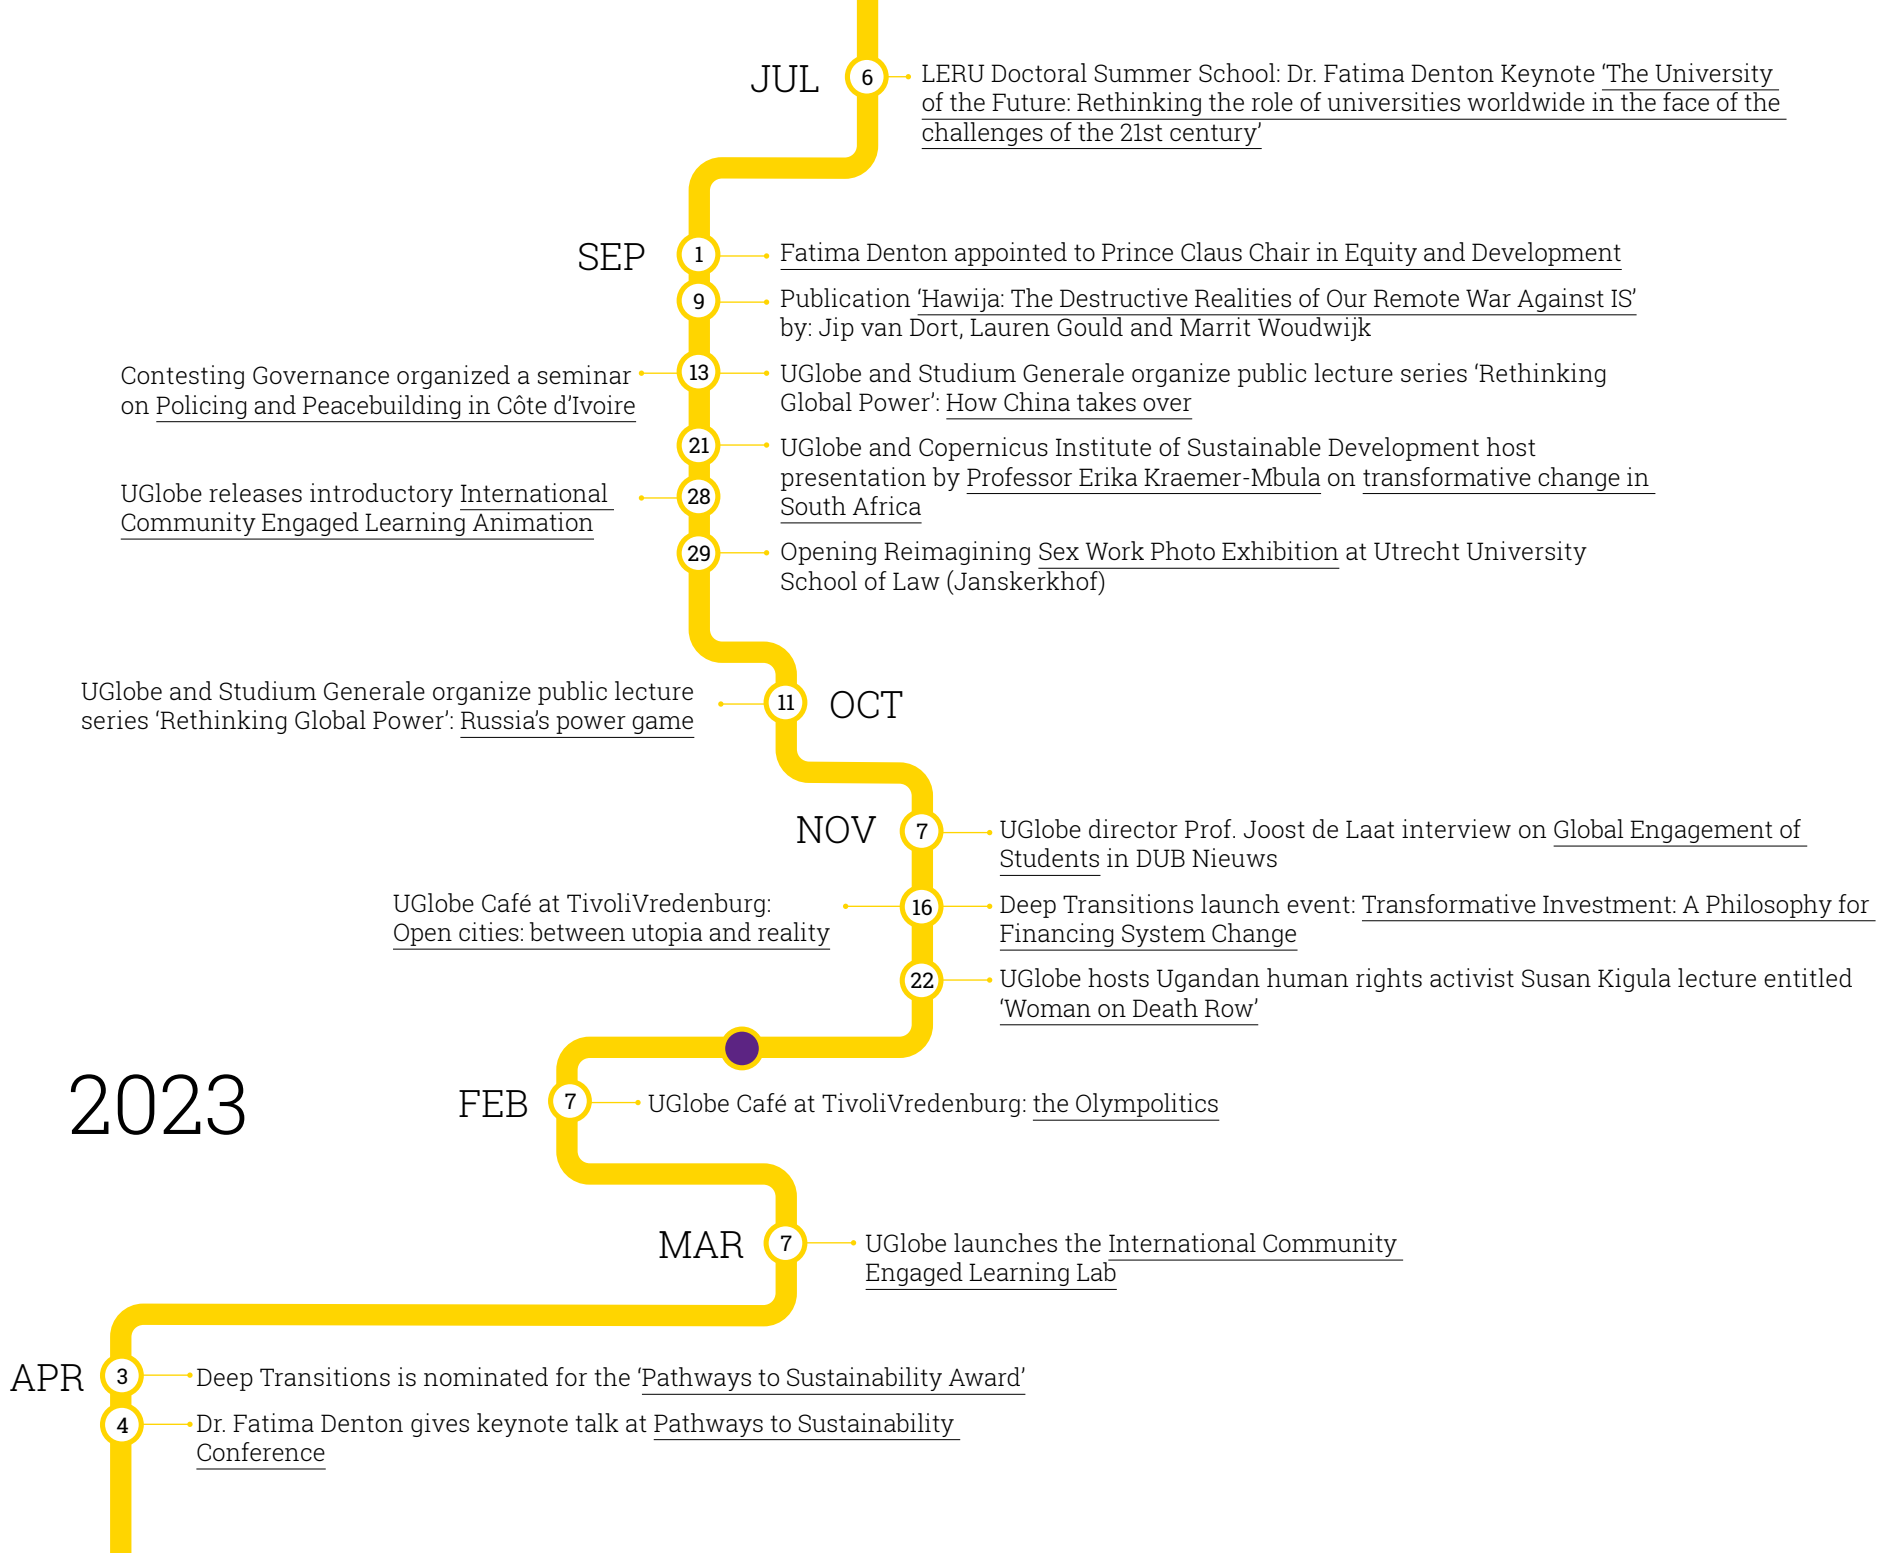 JUL
6
LERU Doctoral Summer School: Dr. Fatima Denton Keynote ‘The University
of the Future: Rethinking the role of universities worldwide in the face of the
challenges of the 21st century’
SEP
1
Fatima Denton appointed to Prince Claus Chair in Equity and Development
9
Publication ‘Hawija: The Destructive Realities of Our Remote War Against IS’
by: Jip van Dort, Lauren Gould and Marrit Woudwijk
Contesting Governance organized a seminar
on Policing and Peacebuilding in Côte d’Ivoire
13
UGlobe and Studium Generale organize public lecture series ‘Rethinking
Global Power’: How China takes over
21
UGlobe and Copernicus Institute of Sustainable Development host
presentation by Professor Erika Kraemer-Mbula on transformative change in
South Africa
UGlobe releases introductory International
Community Engaged Learning Animation
28
29
Opening Reimagining Sex Work Photo Exhibition at Utrecht University
School of Law (Janskerkhof)
UGlobe and Studium Generale organize public lecture
series ‘Rethinking Global Power’: Russia’s power game
11
OCT
NOV
7
UGlobe director Prof. Joost de Laat interview on Global Engagement of
Students in DUB Nieuws
UGlobe Café at TivoliVredenburg:
Open cities: between utopia and reality
16
Deep Transitions launch event: Transformative Investment: A Philosophy for
Financing System Change
22
UGlobe hosts Ugandan human rights activist Susan Kigula lecture entitled
‘Woman on Death Row’
2023
FEB
7
UGlobe Café at TivoliVredenburg: the Olympolitics
MAR
7
UGlobe launches the International Community
Engaged Learning Lab
APR
3
Deep Transitions is nominated for the ‘Pathways to Sustainability Award’
4
Dr. Fatima Denton gives keynote talk at Pathways to Sustainability
Conference